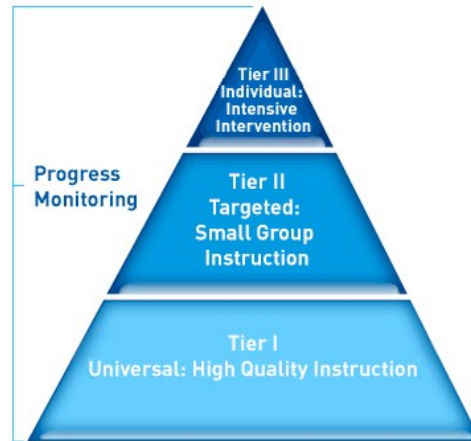 Tier III
Individual:
Intensive
Intervention
Progress
Monitoring
Tier II
Targeted:
Small Group
Instruction
Tier I
Universal: High Quality Instruction